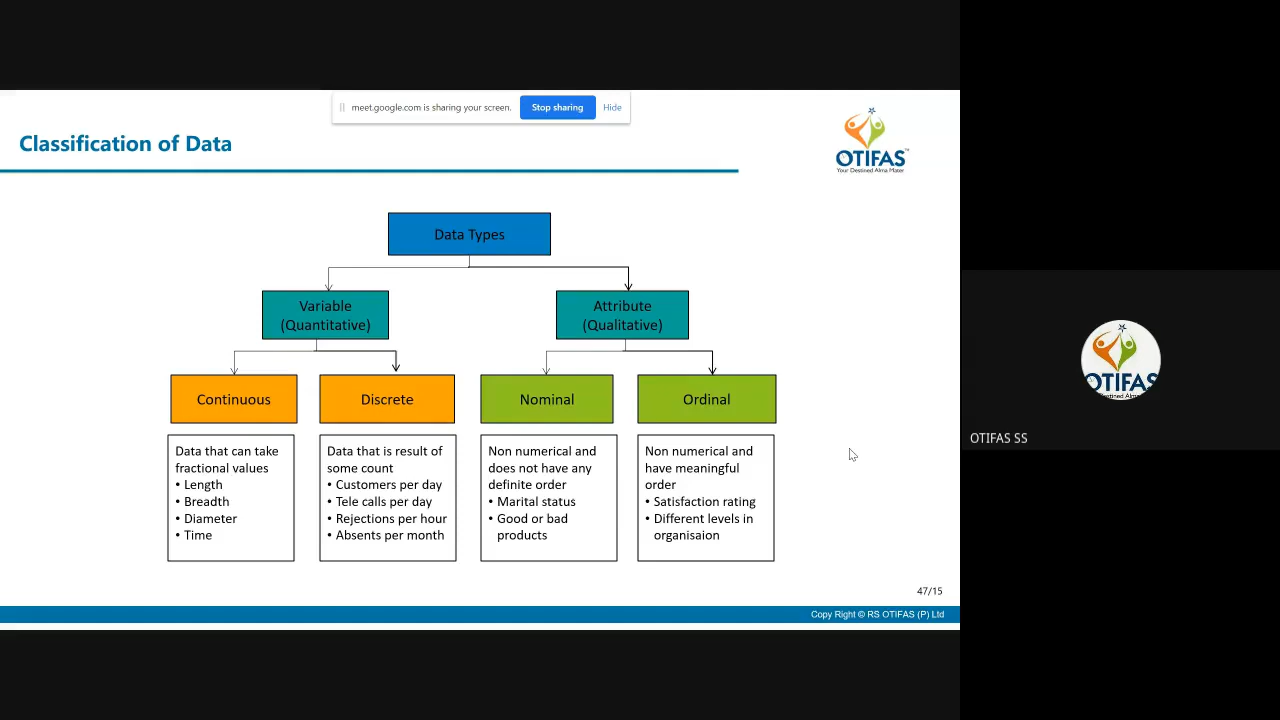 meet.google.com is sharing your screen. Stop sharing Hide
Classification of Data
OTIFAS™
Your Destined Alma Mater
Data Types
Variable
(Quantitative)
Attribute
(Qualitative)
Continuous
Discrete
Nominal
Ordinal
Data that can take
fractional values
• Length
• Breadth
• Diameter
• Time
Data that is result of
some count
• Customers per day
• Tele calls per day
• Rejections per hour
• Absents per month
Non numerical and
does not have any
definite order
• Marital status
• Good or bad
products
Non numerical and
have meaningful
order
• Satisfaction rating
• Different levels in
organisaion
47/15
Copy Right © RS OTIFAS (P) Ltd
OTIFAS
Destined Alma
OTIFAS SS